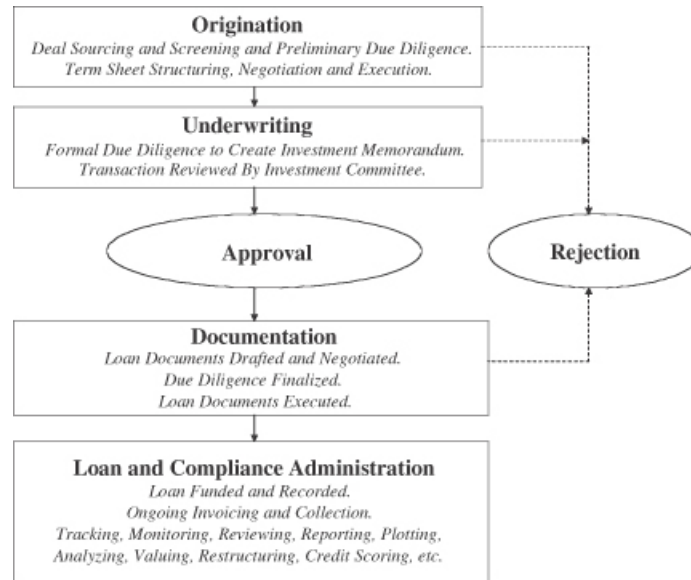 Origination
Deal Sourcing and Screening and Preliminary Due Diligence.
Term Sheet Structuring, Negotiation and Execution.
Underwriting
Formal Due Diligence to Create Investment Memorandum.
Transaction Reviewed By Investment Committee.
Approval
Rejection
Documentation
Loan Documents Drafted and Negotiated.
Due Diligence Finalized.
Loan Documents Executed.
Loan and Compliance Administration
Loan Funded and Recorded.
Ongoing Invoicing and Collection.
Tracking, Monitoring, Reviewing, Reporting, Plotting,
Analyzing, Valuing, Restructuring, Credit Scoring, etc.